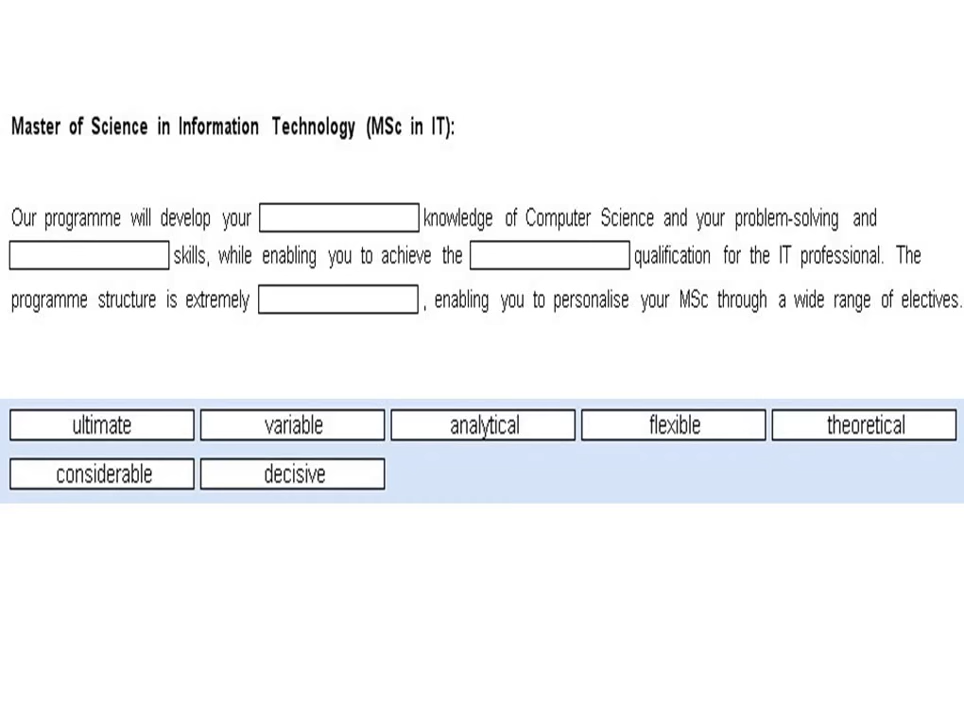 Master of Science in Information Technology (MSc in IT):
Our programme will develop your knowledge of Computer Science and your problem-solving and
skills, while enabling you to achieve the qualification for the IT professional. The
programme structure is extremely , enabling you to personalise your MSc through a wide range of electives.
ultimate variable analytical flexible theoretical
considerable decisive